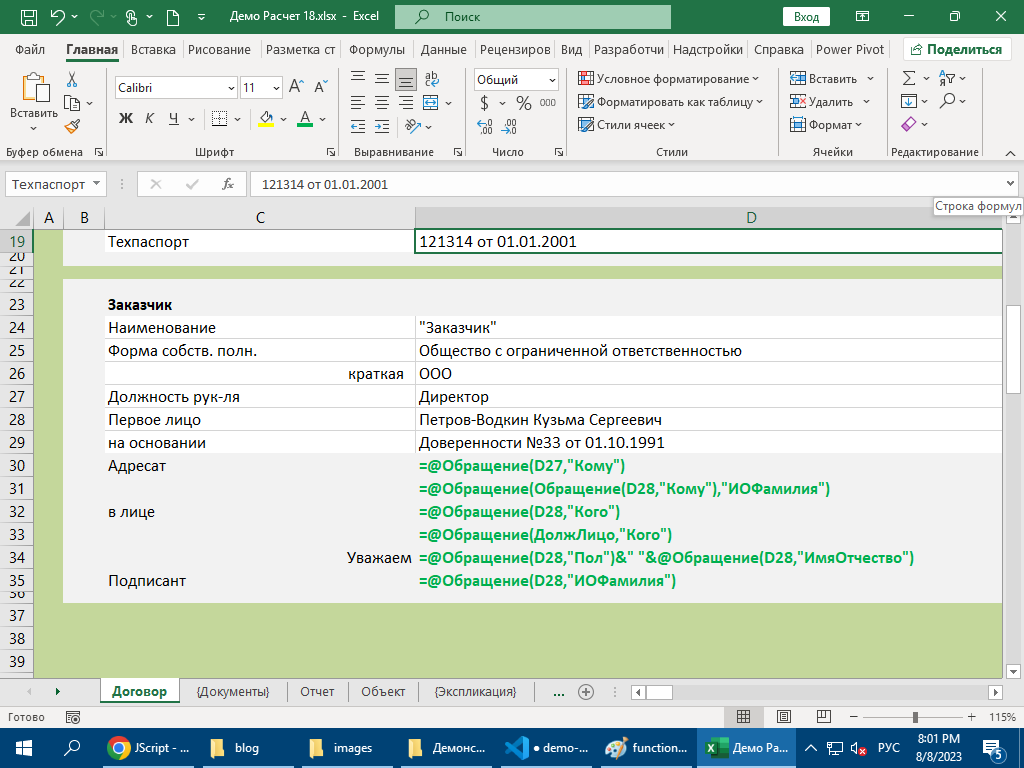 Демо Расчет 18.xlsx - Excel
Поиск
Вход
Файл Главная Вставка Рисование Разметка ст Формулы Данные Рецензиров Вид Разработчи Надстройки Справка Power Pivot Поделиться
Вставить
Calibri 11
Ж К Ч
Общий
$ % 000
Условное форматирование
Форматировать как таблицу
Стили ячеек
Вставить
Удалить
Формат
Буфер обмена Шрифт Выравнивание Число Стили Ячейки Редактирование
Техпаспорт fx 121314 от 01.01.2001
Строка формул
A B C D
19 Техпаспорт 121314 от 01.01.2001
20
21
22
23 Заказчик
24 Наименование "Заказчик"
25 Форма собств. полн. Общество с ограниченной ответственностью
26 краткая ООО
27 Должность рук-ля Директор
28 Первое лицо Петров-Водкин Кузьма Сергеевич
29 на основании Доверенности №33 от 01.10.1991
30 Адресат =@Обращение(D27,"Кому")
31 =@Обращение(Обращение(D28,"Кому"),"ИОФамилия")
32 в лице =@Обращение(D28,"Кого")
33 =@Обращение(ДолжЛицо,"Кого")
34 Уважаем =@Обращение(D28,"Пол")&" "&@Обращение(D28,"ИмяОтчество")
35 Подписант =@Обращение(D28,"ИОФамилия")
36
37
38
39
Договор {Документы} Отчет Объект {Экспликация} ...
Готово 115%
JScript - ... blog images Демонс... ● demo-... function... Демо Ра... РУС 8:01 PM
8/8/2023 5